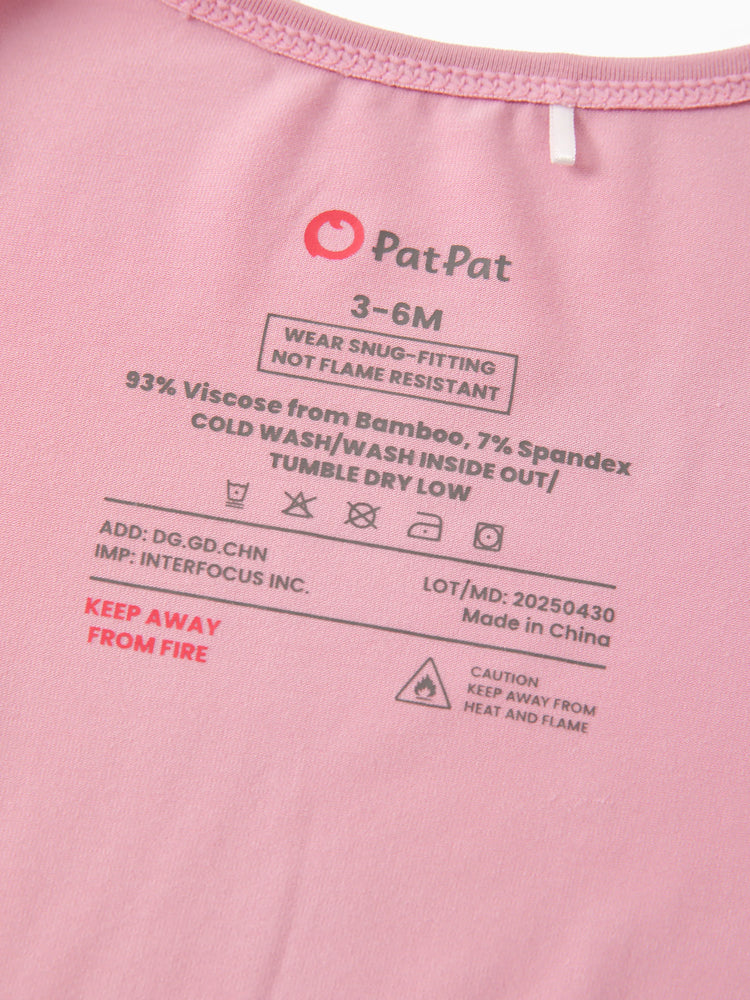 PatPat
3-6M
WEAR SNUG-FITTING
NOT FLAME RESISTANT
93% Viscose from Bamboo, 7% Spandex
COLD WASH/WASH INSIDE OUT/
TUMBLE DRY LOW
ADD: DG.GD.CHN
IMP: INTERFOCUS INC.
LOT/MD: 20250430
Made in China
KEEP AWAY
FROM FIRE
CAUTION
KEEP AWAY FROM
HEAT AND FLAME